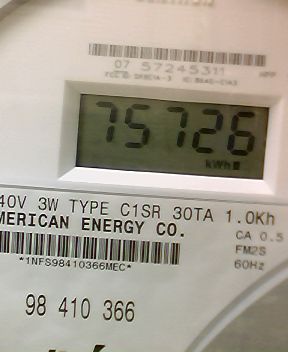 07 57245311
75726
kWh
40V 3W TYPE C1SR 30TA 1.0Kh
MERICAN ENERGY CO.
CA 0.5
FM2S
*1NFS98410366MEC*
60Hz
98 410 366